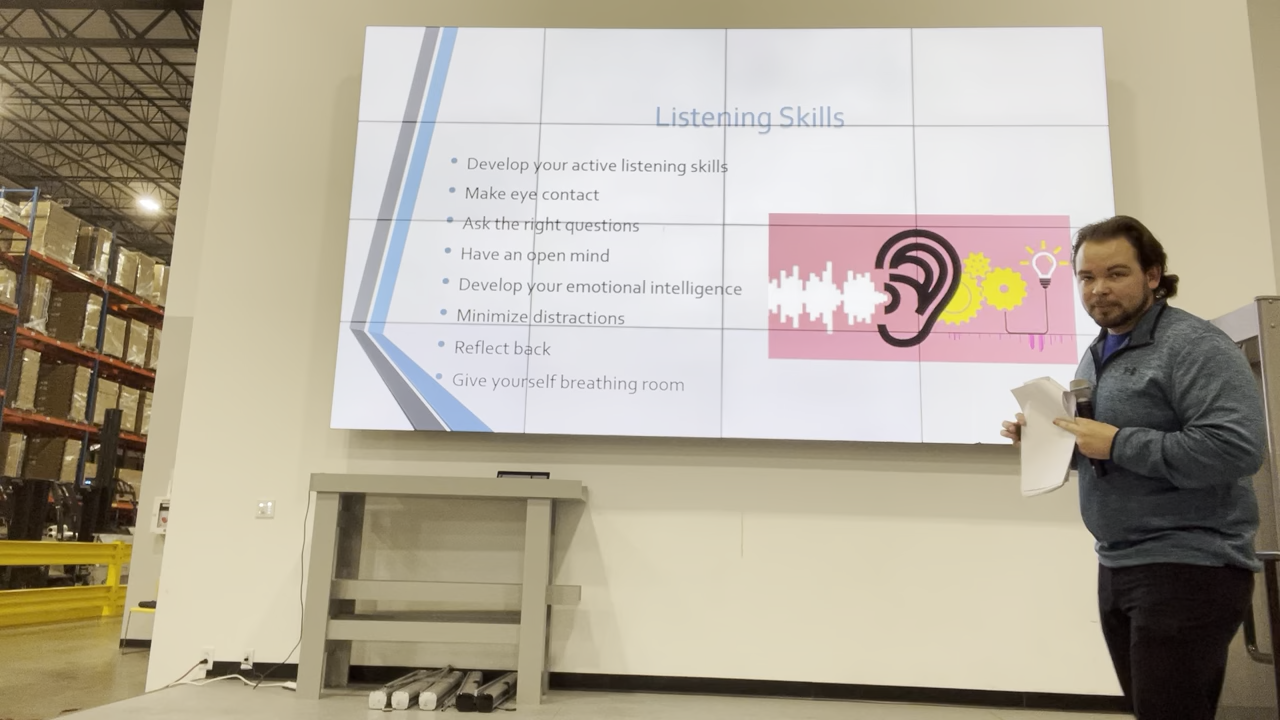 Listening Skills
Develop your active listening skills
Make eye contact
Ask the right questions
Have an open mind
Develop your emotional intelligence
Minimize distractions
Reflect back
Give yourself breathing room